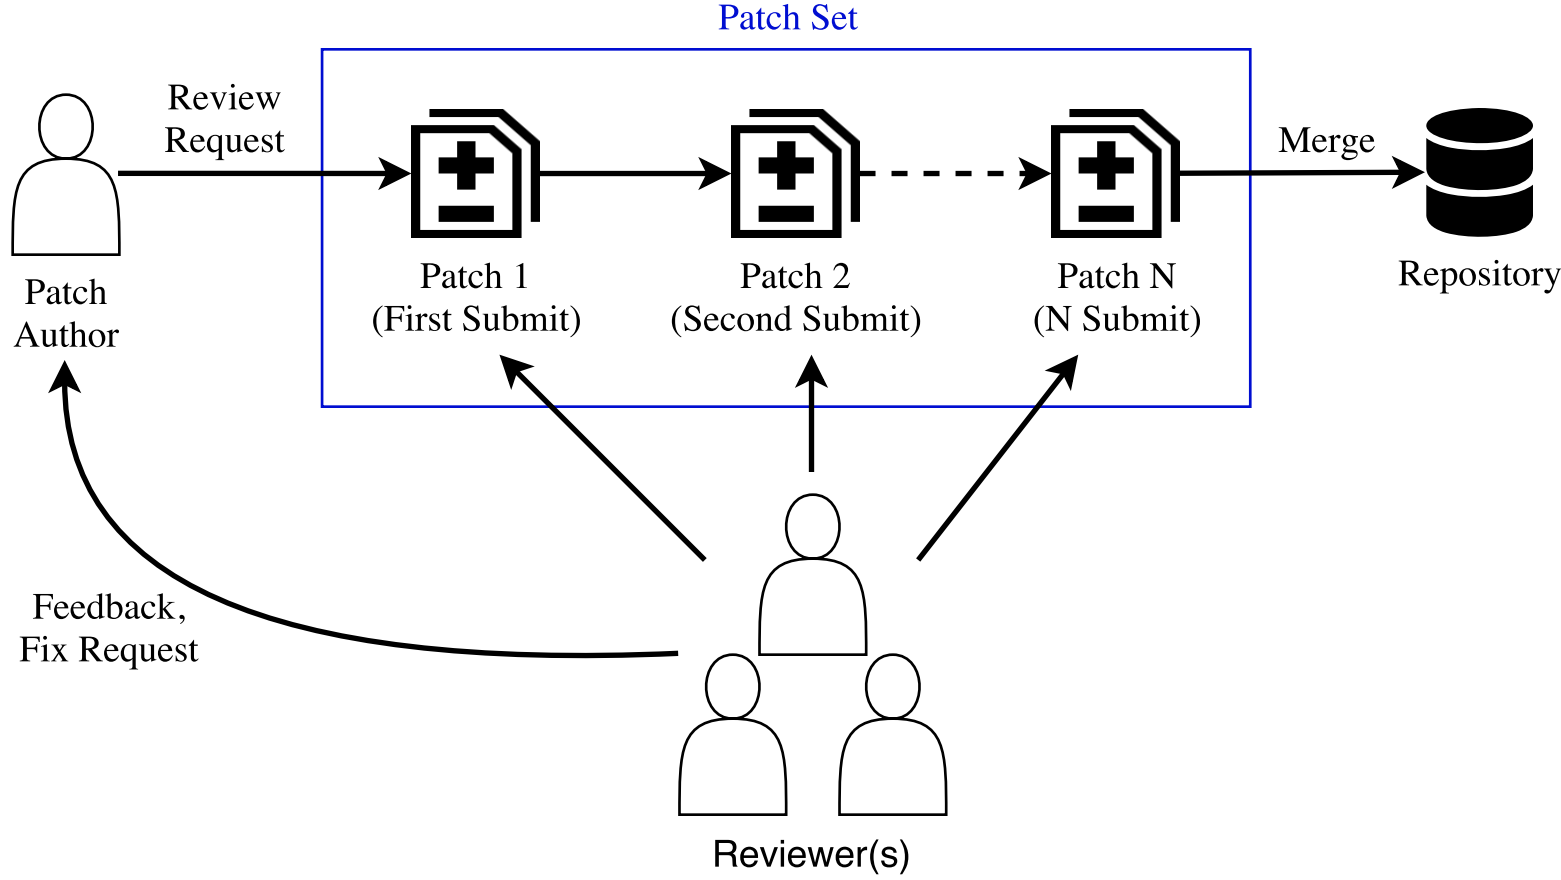 Patch Set
Review
Request
Merge
Patch 1
(First Submit)
Patch 2
(Second Submit)
Patch N
(N Submit)
Repository
Patch
Author
Feedback,
Fix Request
Reviewer(s)